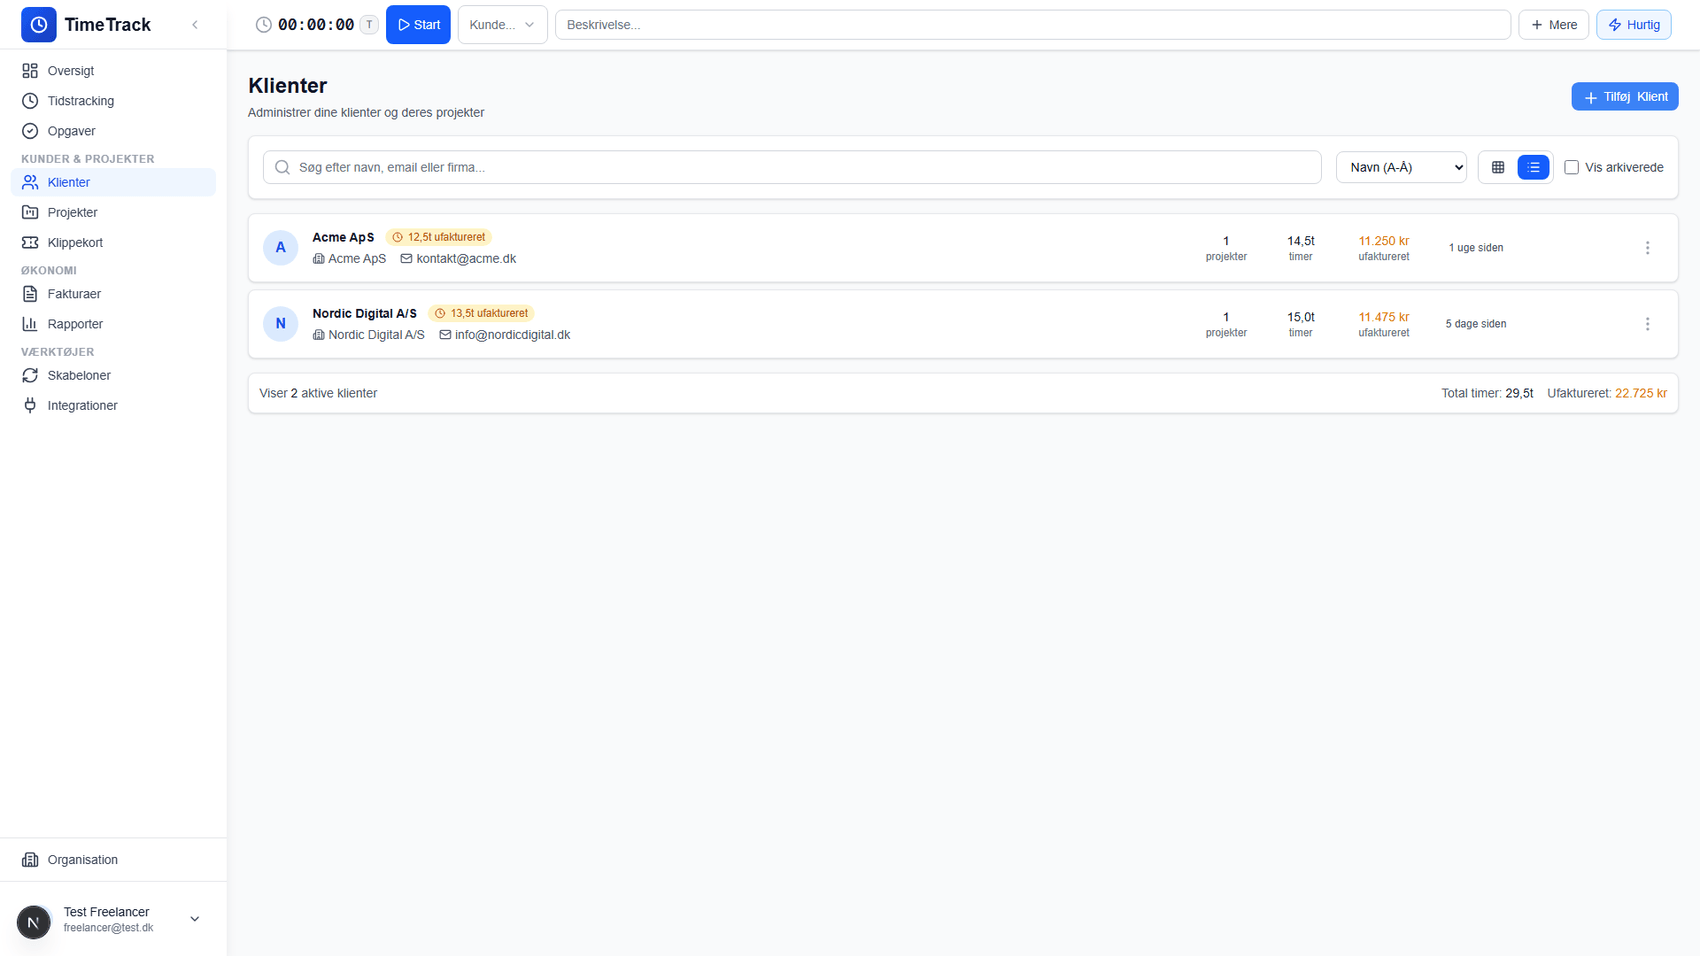 TimeTrack
00:00:00 T Start Kunde... Beskrivelse... Mere Hurtig
Oversigt
Tidstracking
Opgaver
KUNDER & PROJEKTER
Klienter
Projekter
Klippekort
ØKONOMI
Fakturaer
Rapporter
VÆRKTØJER
Skabeloner
Integrationer
Organisation
N
Test Freelancer
freelancer@test.dk
Klienter
Administrer dine klienter og deres projekter
Tilføj Klient
Søg efter navn, email eller firma... Navn (A-Å) Vis arkiverede
A
Acme ApS 12,5t ufaktureret
Acme ApS kontakt@acme.dk
1 14,5t 11.250 kr 1 uge siden
projekter timer ufaktureret
N
Nordic Digital A/S 13,5t ufaktureret
Nordic Digital A/S info@nordicdigital.dk
1 15,0t 11.475 kr 5 dage siden
projekter timer ufaktureret
Viser 2 aktive klienter Total timer: 29,5t Ufaktureret: 22.725 kr